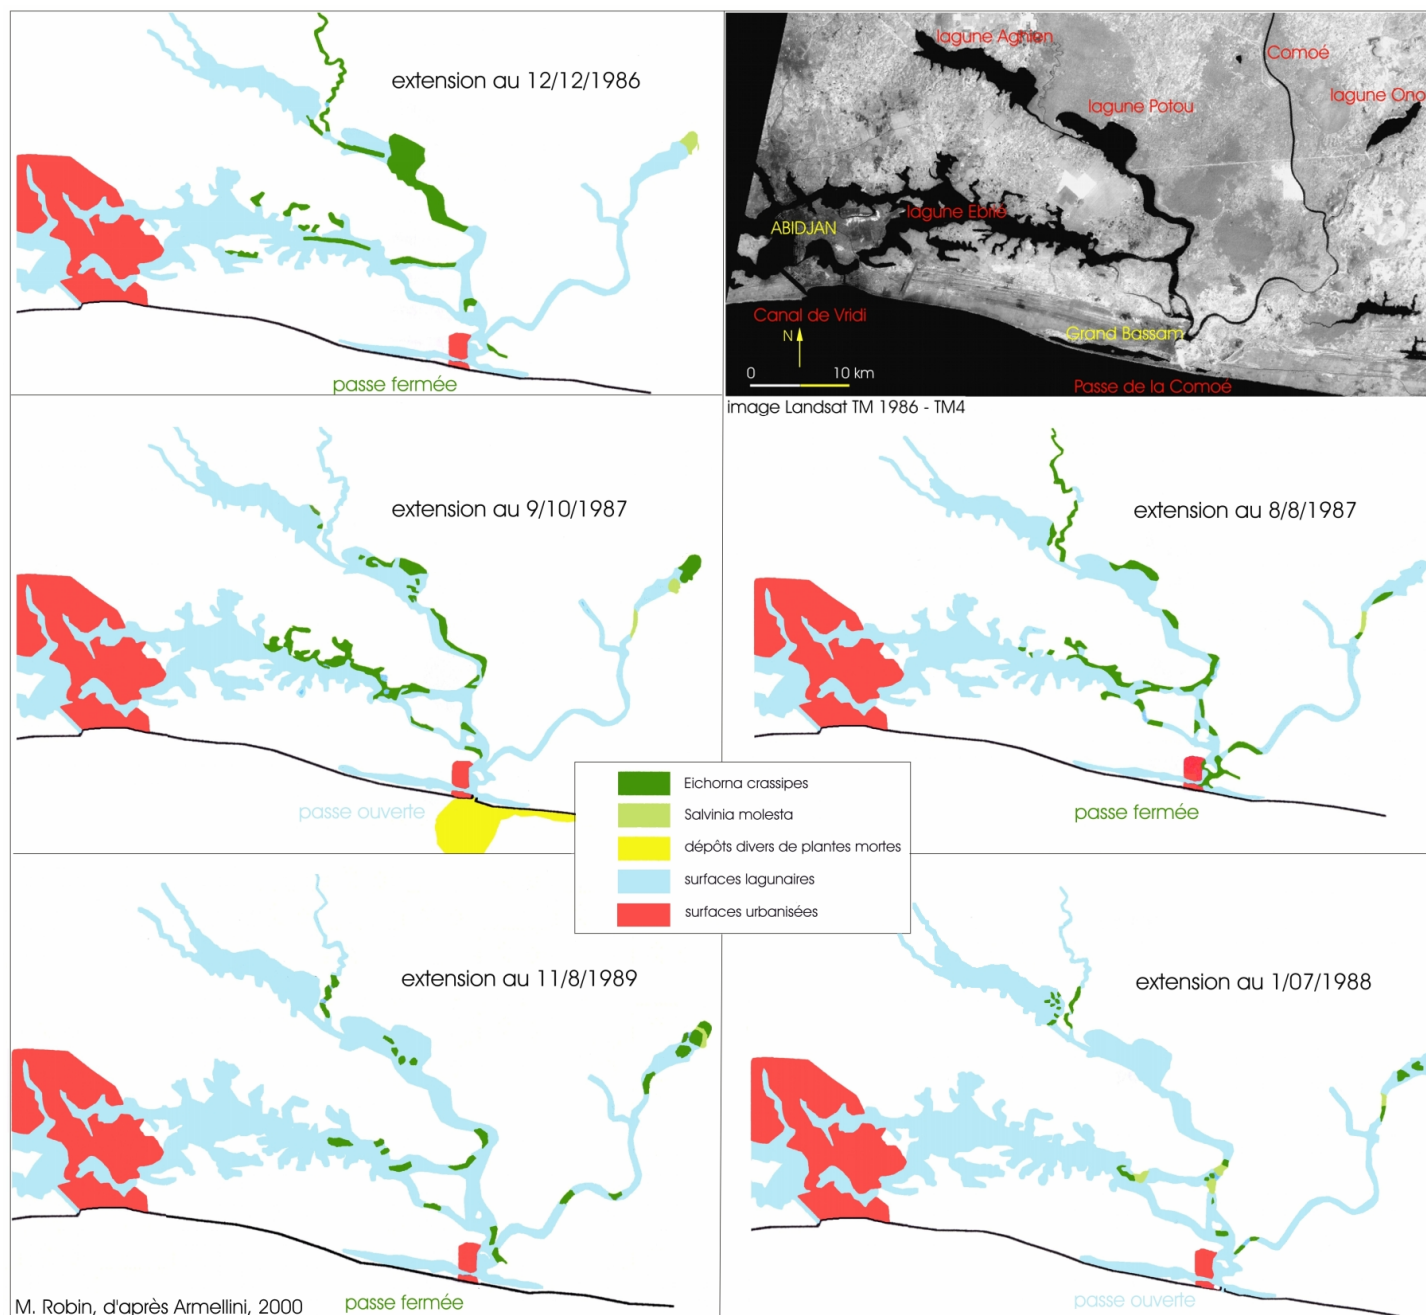 extension au 12/12/1986
passe fermée
lagune Aghien
Comoé
lagune Potou
lagune Ono
lagune Ebrié
ABIDJAN
Canal de Vridi
Grand Bassam
N
0 10 km
Passe de la Comoé
image Landsat TM 1986 - TM4
extension au 9/10/1987
passe ouverte
extension au 8/8/1987
passe fermée
Eichorna crassipes
Salvinia molesta
dépôts divers de plantes mortes
surfaces lagunaires
surfaces urbanisées
extension au 11/8/1989
passe fermée
M. Robin, d'après Armellini, 2000
extension au 1/07/1988
passe ouverte